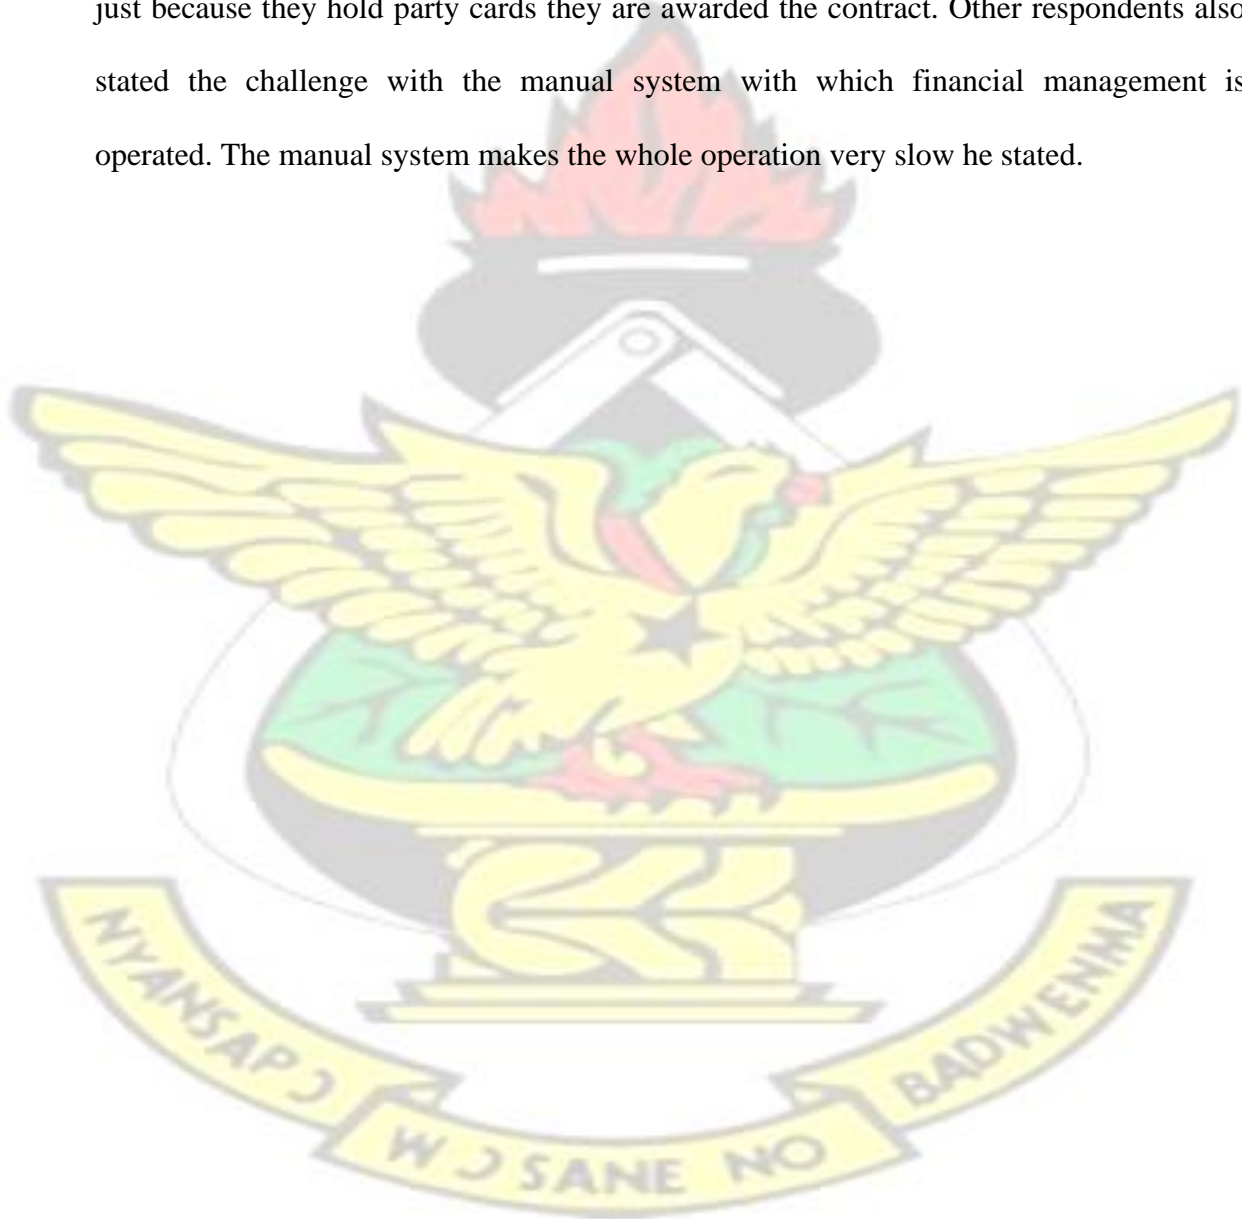 just because they hold party cards they are awarded the contract. Other respondents also
stated the challenge with the manual system with which financial management is
operated. The manual system makes the whole operation very slow he stated.
NYANSAPƆ
WƆSANE NO
BADWENMA